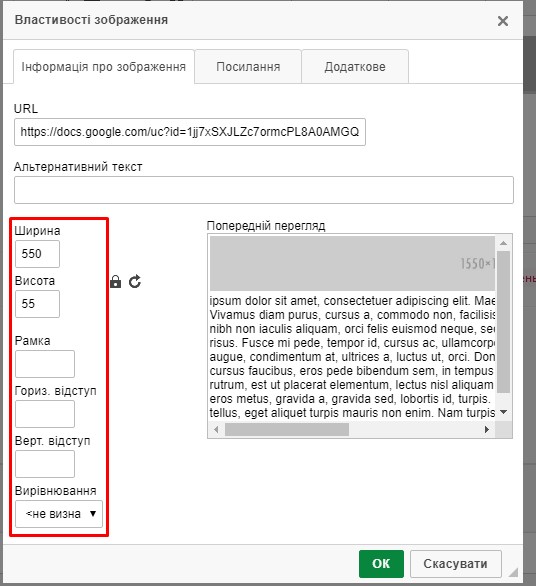 Властивості зображення
Інформація про зображення
Посилання
Додаткове
URL
https://docs.google.com/uc?id=1jj7xSXJLZc7ormcPL8A0AMGQ
Альтернативний текст
Ширина
550
Висота
55
Рамка
Гориз. відступ
Верт. відступ
Вирівнювання
<не визна
Попередній перегляд
1550×1
ipsum dolor sit amet, consectetuer adipiscing elit. Mae
Vivamus diam purus, cursus a, commodo non, facilisis
nibh non iaculis aliquam, orci felis euismod neque, sed
risus. Fusce mi pede, tempor id, cursus ac, ullamcorp
augue, condimentum at, ultrices a, luctus ut, orci. Don
cursus faucibus, eros pede bibendum sem, in tempus
rutrum, est ut placerat elementum, lectus nisl aliquam
eros metus, gravida a, gravida sed, lobortis id, turpis.
tellus, eget aliquet turpis mauris non enim. Nam turpis
ОК
Скасувати